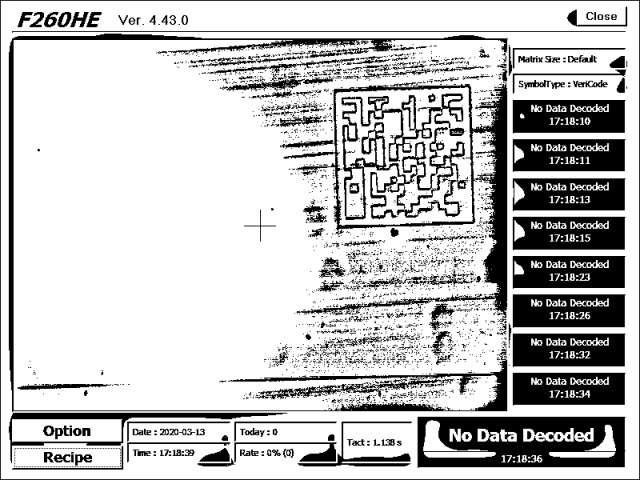 F260HE Ver. 4.43.0
Close
Matrix Size : Default
SymbolType : VeriCode
No Data Decoded
17:18:10
No Data Decoded
17:18:11
No Data Decoded
17:18:13
No Data Decoded
17:18:15
No Data Decoded
17:18:23
No Data Decoded
17:18:26
No Data Decoded
17:18:32
No Data Decoded
17:18:34
Option
Recipe
Date : 2020-03-13
Time : 17:18:39
Today : 0
Rate : 0% (0)
Tact : 1.138 s
No Data Decoded
17:18:36